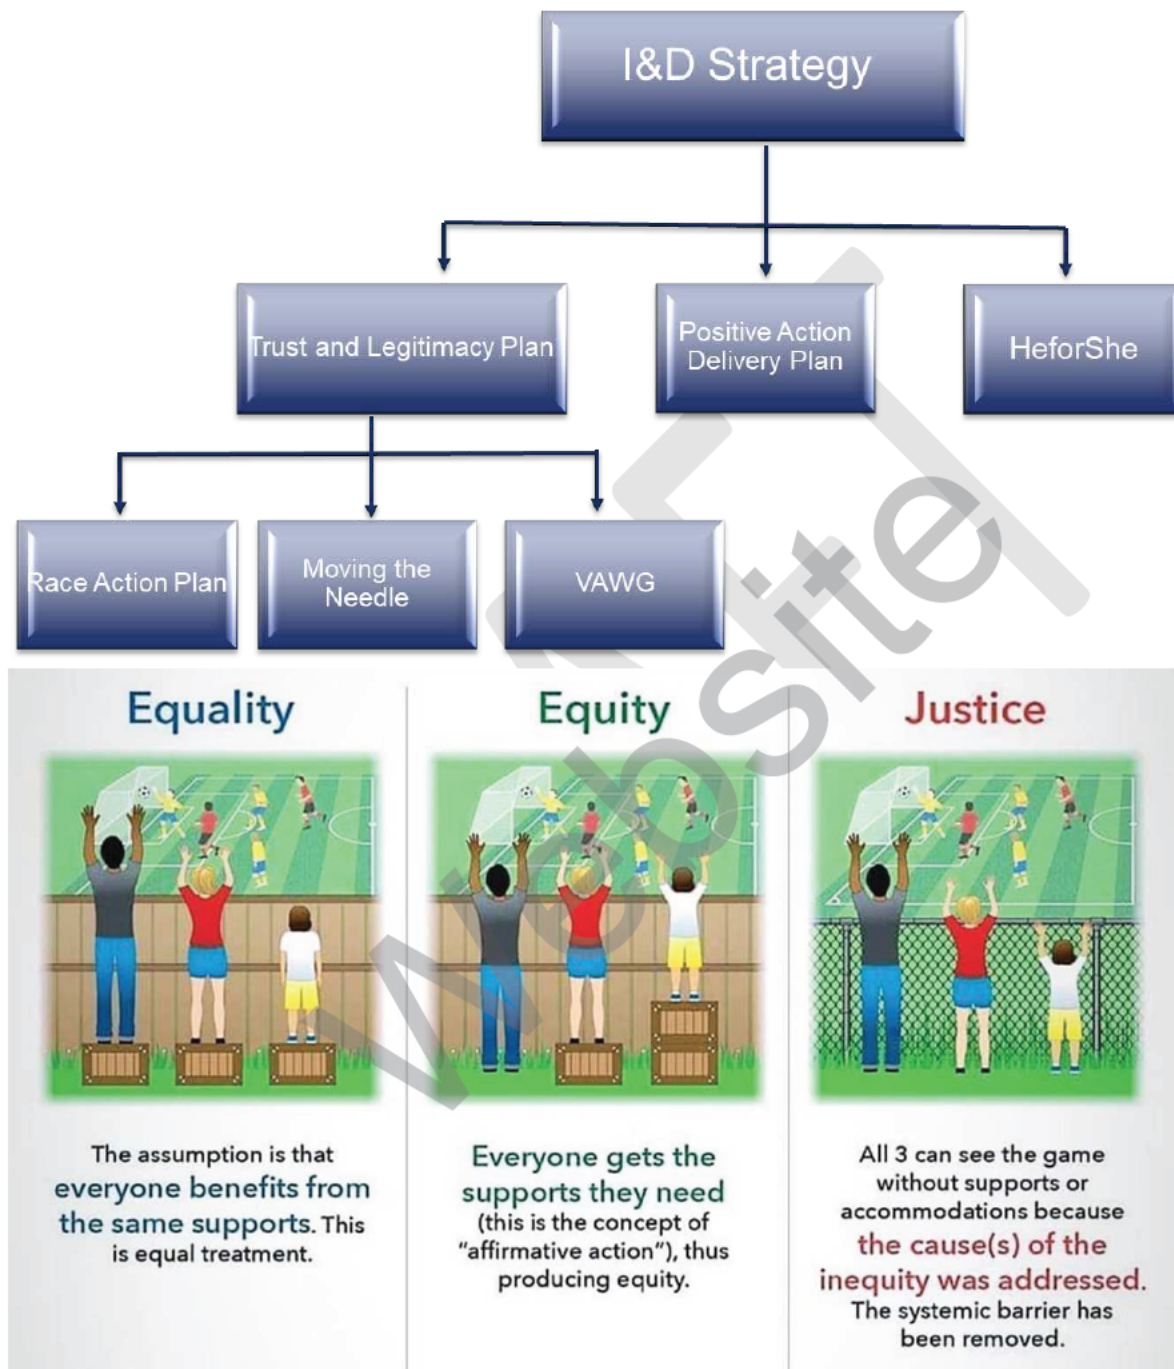 I&D Strategy
Trust and Legitimacy Plan
Positive Action
Delivery Plan
HeforShe
Race Action Plan
Moving the
Needle
VAWG
Website
Equality
Equity
Justice
The assumption is that
everyone benefits from
the same supports. This
is equal treatment.
Everyone gets the
supports they need
(this is the concept of
“affirmative action”), thus
producing equity.
All 3 can see the game
without supports or
accommodations because
the cause(s) of the
inequity was addressed.
The systemic barrier has
been removed.